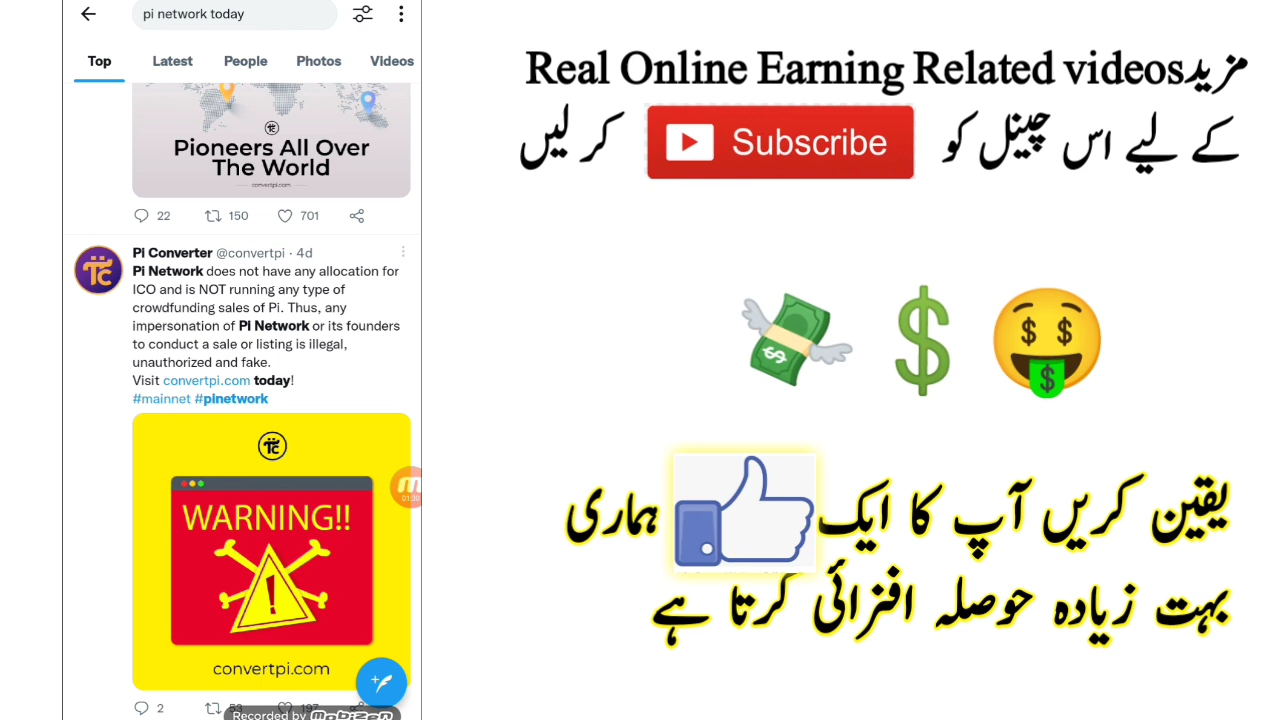 pi network today
Top Latest People Photos Videos
Pioneers All Over
The World
convertpi.com
22 150 701
Pi Converter @convertpi · 4d
Pi Network does not have any allocation for
ICO and is NOT running any type of
crowdfunding sales of Pi. Thus, any
impersonation of Pi Network or its founders
to conduct a sale or listing is illegal,
unauthorized and fake.
Visit convertpi.com today!
#mainnet #pinetwork
WARNING!!
convertpi.com
2 53 197
Recorded by MOBIZEN
مزید Real Online Earning Related videos
کے لیے اس چینل کو Subscribe کر لیں
یقین کریں آپ کا ایک ہماری
بہت زیادہ حوصلہ افزائی کرتا ہے